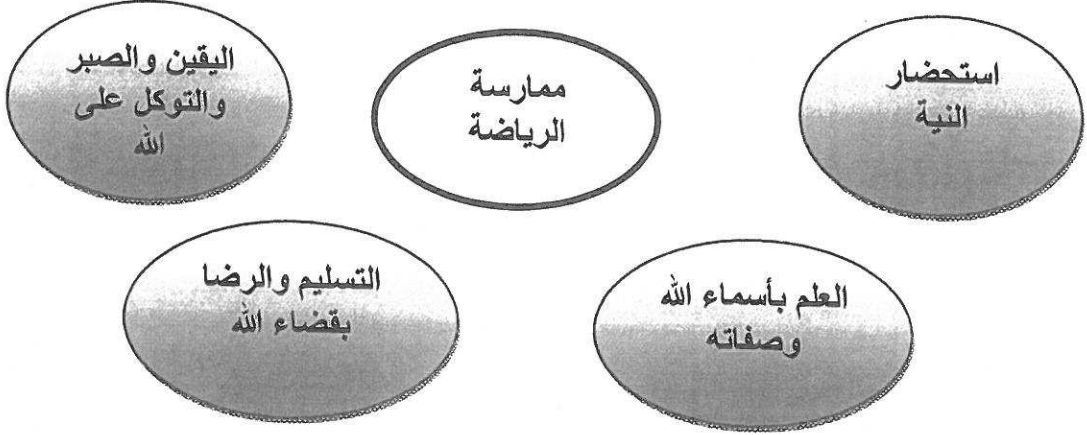 استحضار
النية
ممارسة
الرياضة
اليقين والصبر
والتوكل على
الله
العلم بأسماء الله
وصفاته
التسليم والرضا
بقضاء الله